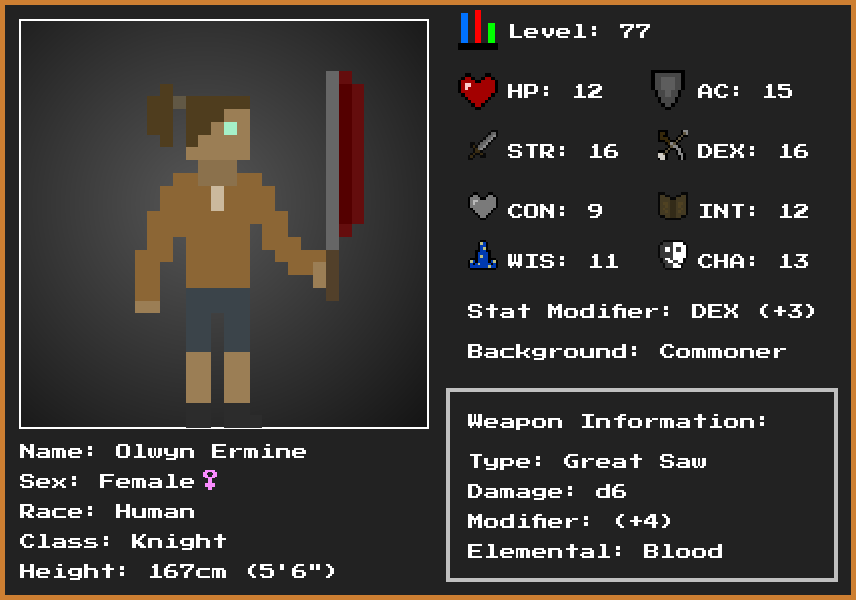 Level: 77
HP: 12 AC: 15
STR: 16 DEX: 16
CON: 9 INT: 12
WIS: 11 CHA: 13
Stat Modifier: DEX (+3)
Background: Commoner
Weapon Information:
Type: Great Saw
Damage: d6
Modifier: (+4)
Elemental: Blood
Name: Olwyn Ermine
Sex: Female♀
Race: Human
Class: Knight
Height: 167cm (5'6")